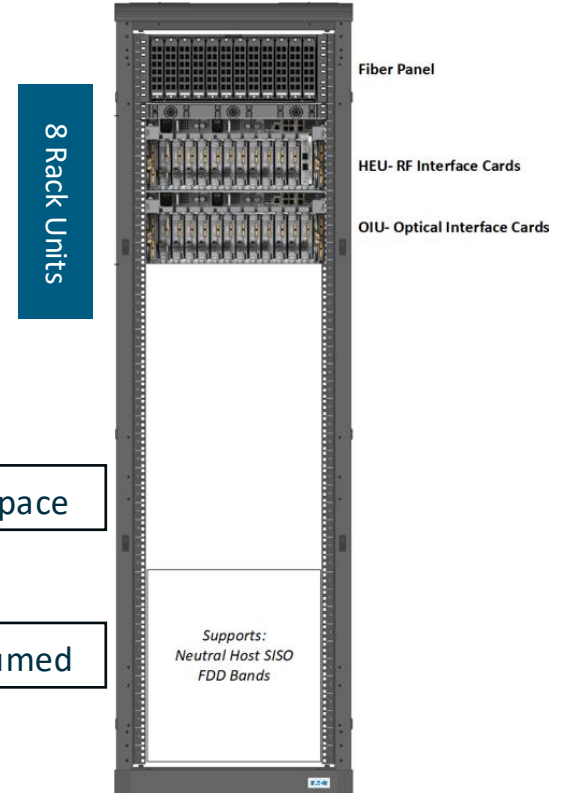 Fiber Panel
8 Rack Units
HEU- RF Interface Cards
OIU- Optical Interface Cards
pace
umed
Supports:
Neutral Host SISO
FDD Bands
E·T·N